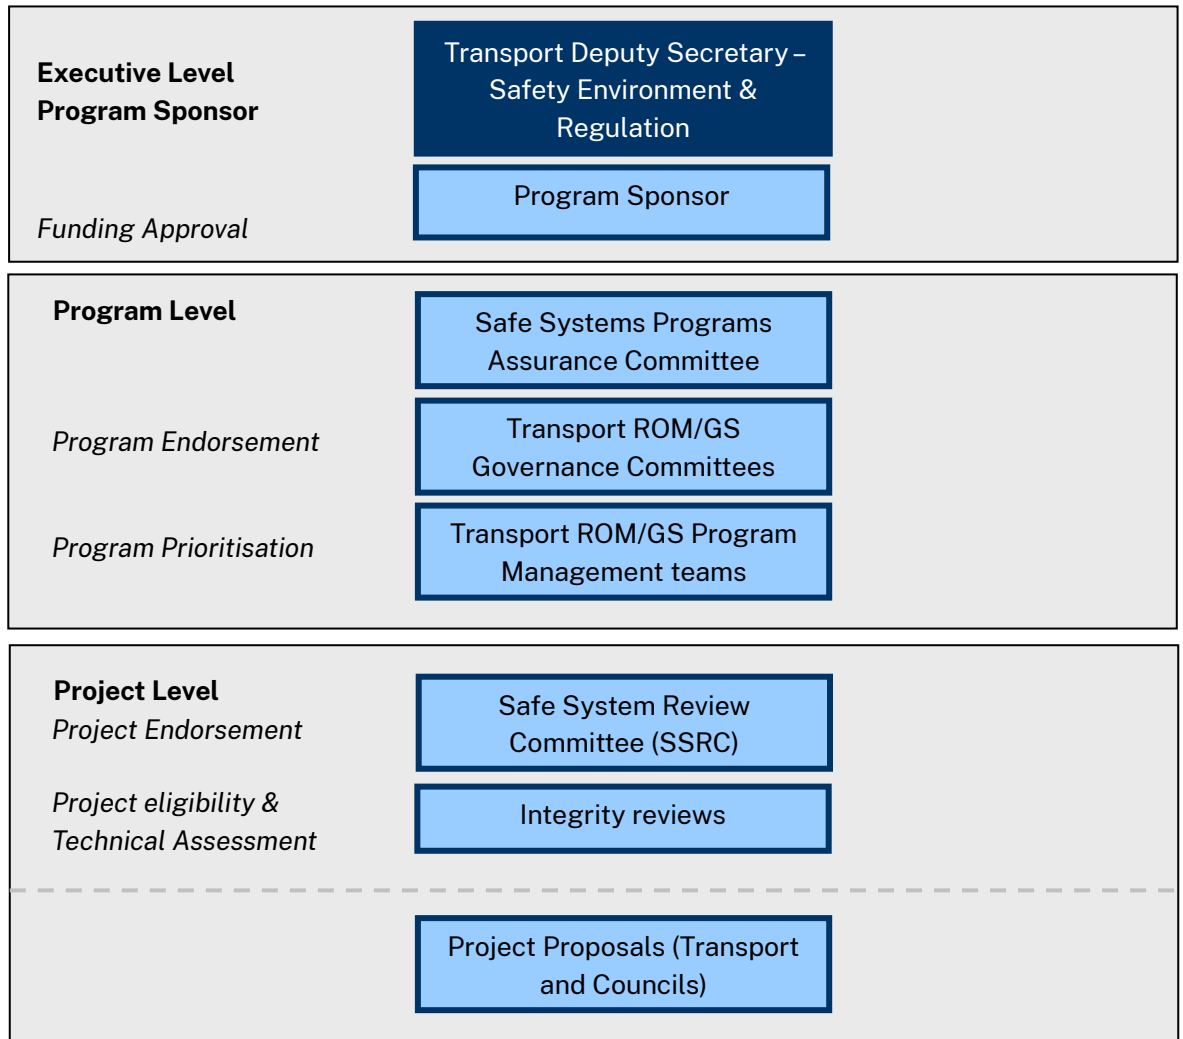 Executive Level
Program Sponsor
Transport Deputy Secretary –
Safety Environment &
Regulation
Program Sponsor
Funding Approval
Program Level
Safe Systems Programs
Assurance Committee
Program Endorsement
Transport ROM/GS
Governance Committees
Program Prioritisation
Transport ROM/GS Program
Management teams
Project Level
Project Endorsement
Safe System Review
Committee (SSRC)
Project eligibility &
Technical Assessment
Integrity reviews
Project Proposals (Transport
and Councils)